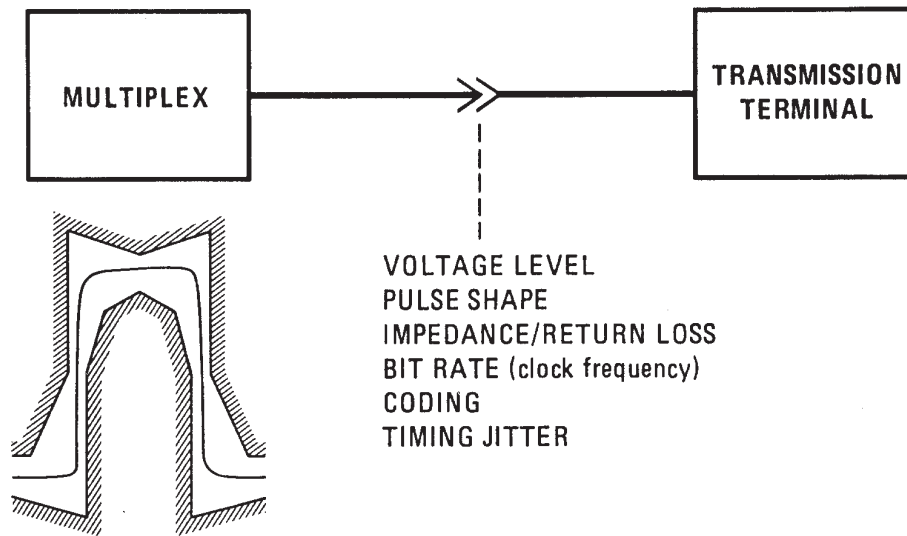 MULTIPLEX
TRANSMISSION
TERMINAL
VOLTAGE LEVEL
PULSE SHAPE
IMPEDANCE/RETURN LOSS
BIT RATE (clock frequency)
CODING
TIMING JITTER